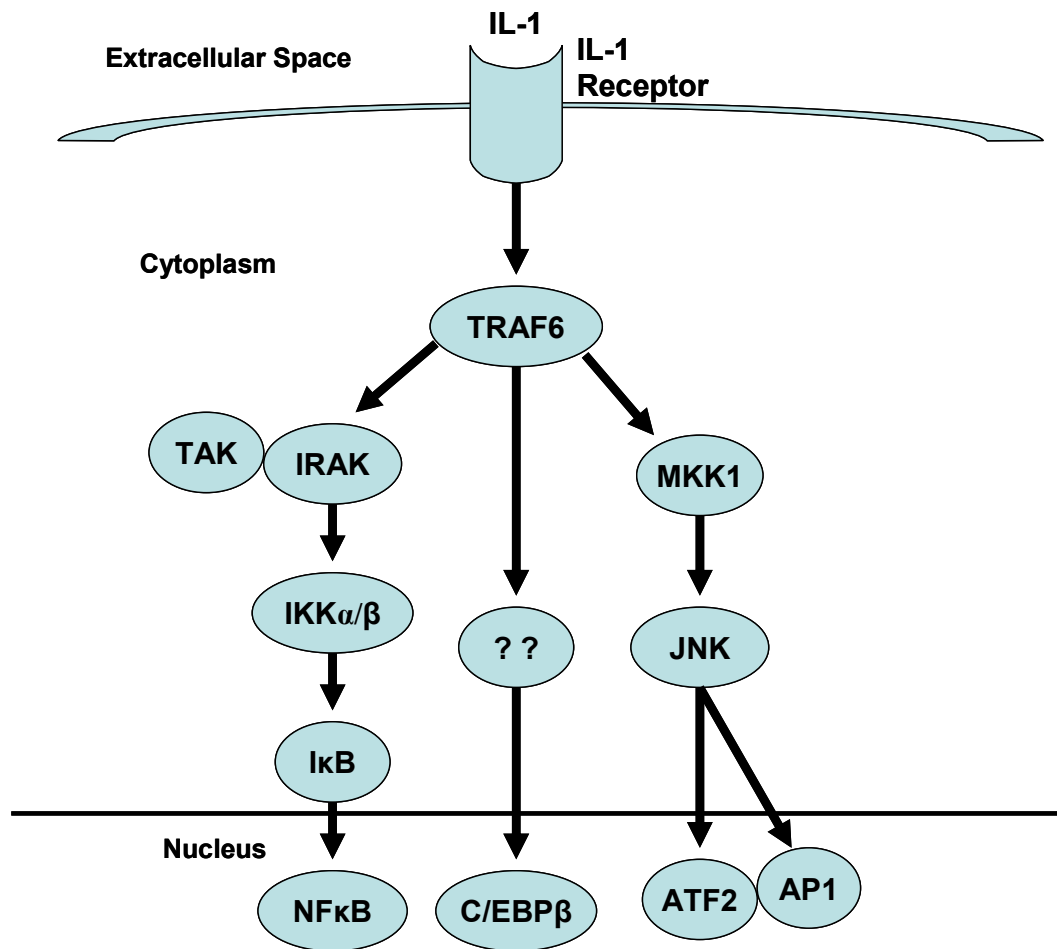 IL-1
Extracellular Space
IL-1
Receptor
Cytoplasm
TRAF6
TAK
IRAK
MKK1
IKKα/β
? ?
JNK
IκB
Nucleus
NFκB
C/EBPβ
ATF2
AP1